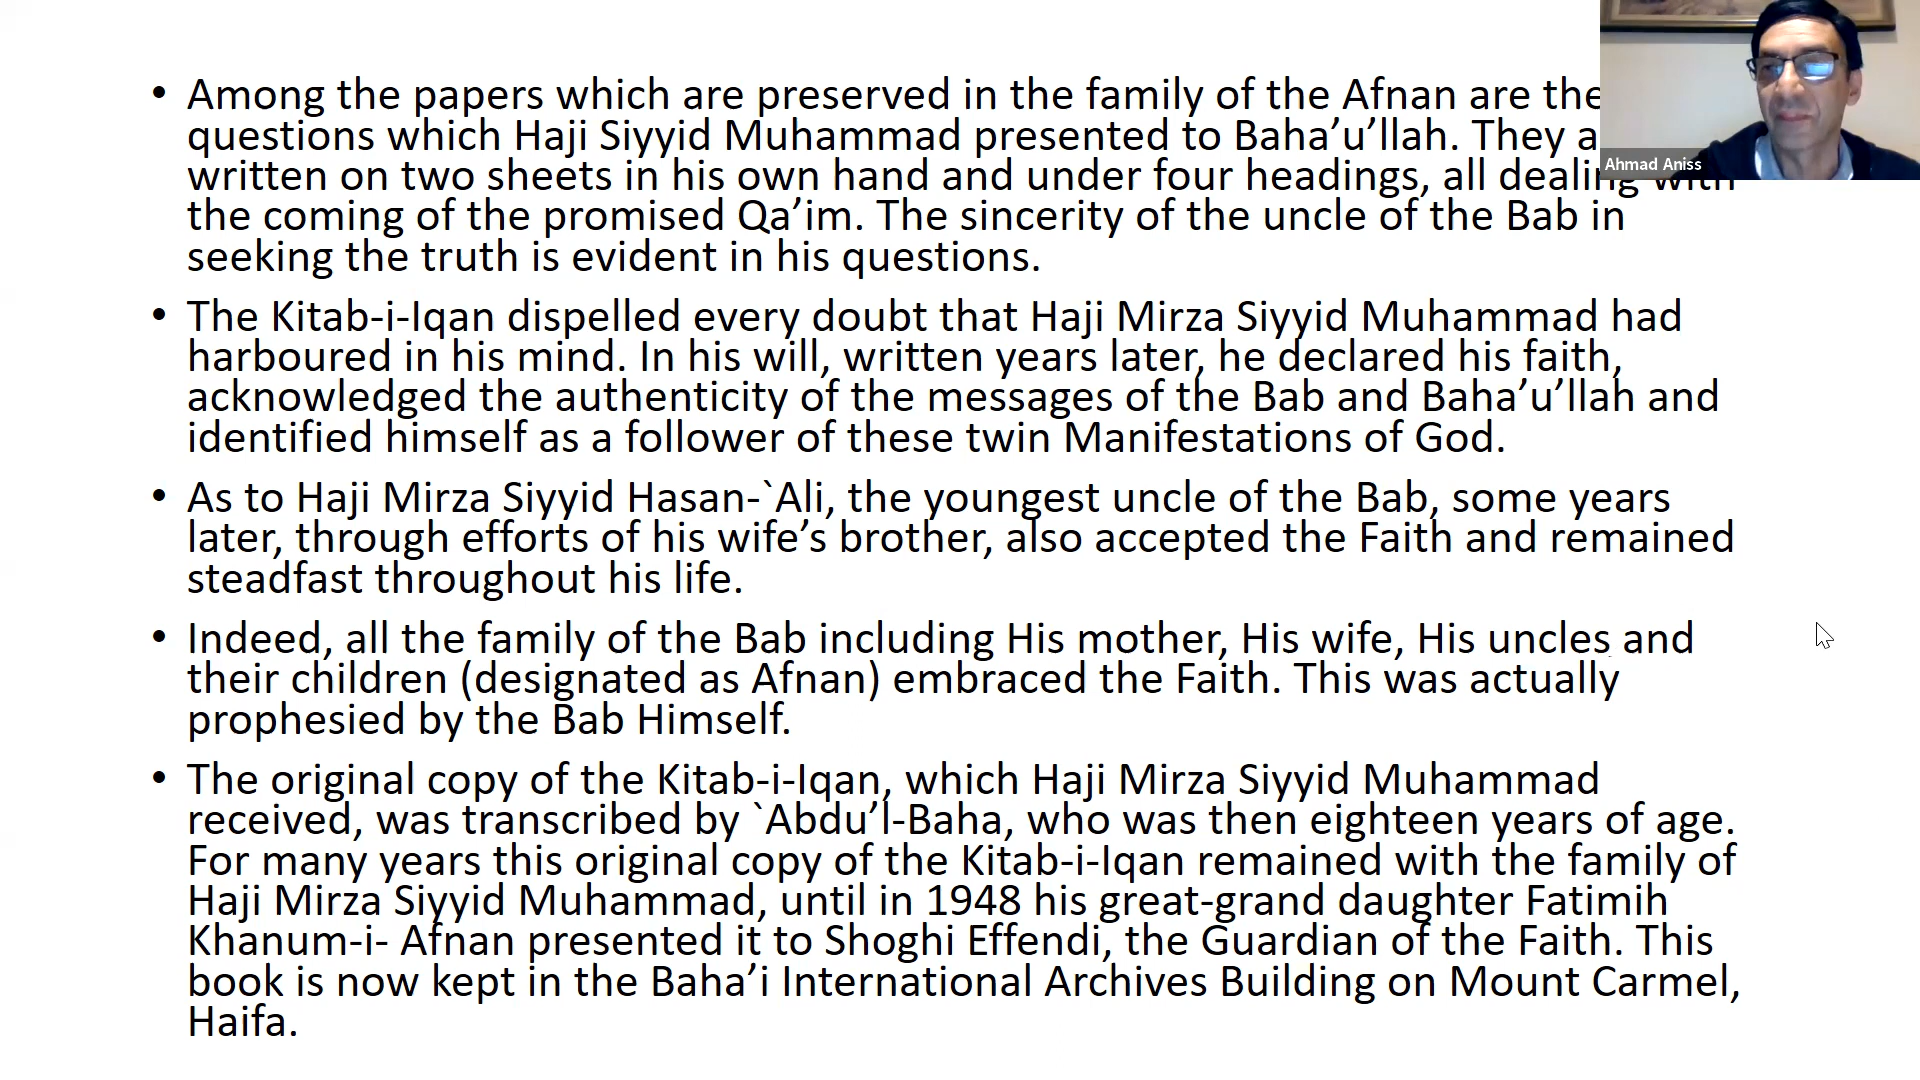 • Among the papers which are preserved in the family of the Afnan are the
questions which Haji Siyyid Muhammad presented to Baha’u’llah. They
written on two sheets in his own hand and under four headings, all dealing with
the coming of the promised Qa’im. The sincerity of the uncle of the Bab in
seeking the truth is evident in his questions.
• The Kitab-i-Iqan dispelled every doubt that Haji Mirza Siyyid Muhammad had
harboured in his mind. In his will, written years later, he declared his faith,
acknowledged the authenticity of the messages of the Bab and Baha’u’llah and
identified himself as a follower of these twin Manifestations of God.
• As to Haji Mirza Siyyid Hasan-`Ali, the youngest uncle of the Bab, some years
later, through efforts of his wife’s brother, also accepted the Faith and remained
steadfast throughout his life.
• Indeed, all the family of the Bab including His mother, His wife, His uncles and
their children (designated as Afnan) embraced the Faith. This was actually
prophesied by the Bab Himself.
• The original copy of the Kitab-i-Iqan, which Haji Mirza Siyyid Muhammad
received, was transcribed by `Abdu’l-Baha, who was then eighteen years of age.
For many years this original copy of the Kitab-i-Iqan remained with the family of
Haji Mirza Siyyid Muhammad, until in 1948 his great-grand daughter Fatimih
Khanum-i- Afnan presented it to Shoghi Effendi, the Guardian of the Faith. This
book is now kept in the Baha’i International Archives Building on Mount Carmel,
Haifa.
Ahmad Aniss